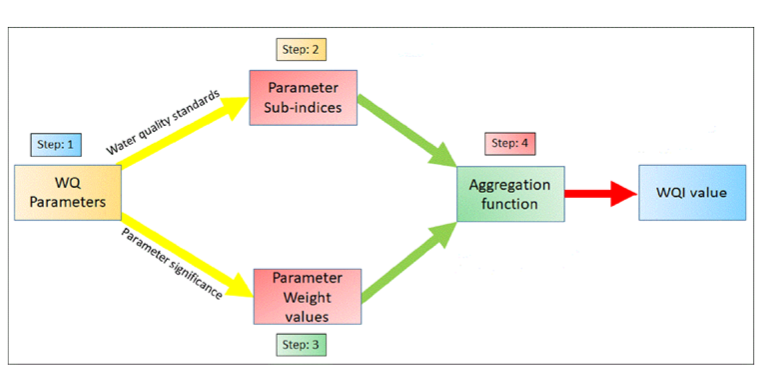 Step: 2
Parameter
Sub-indices
Water quality standards
Step: 1
WQ
Parameters
Step: 4
Aggregation
function
WQI value
Parameter significance
Parameter
Weight
values
Step: 3